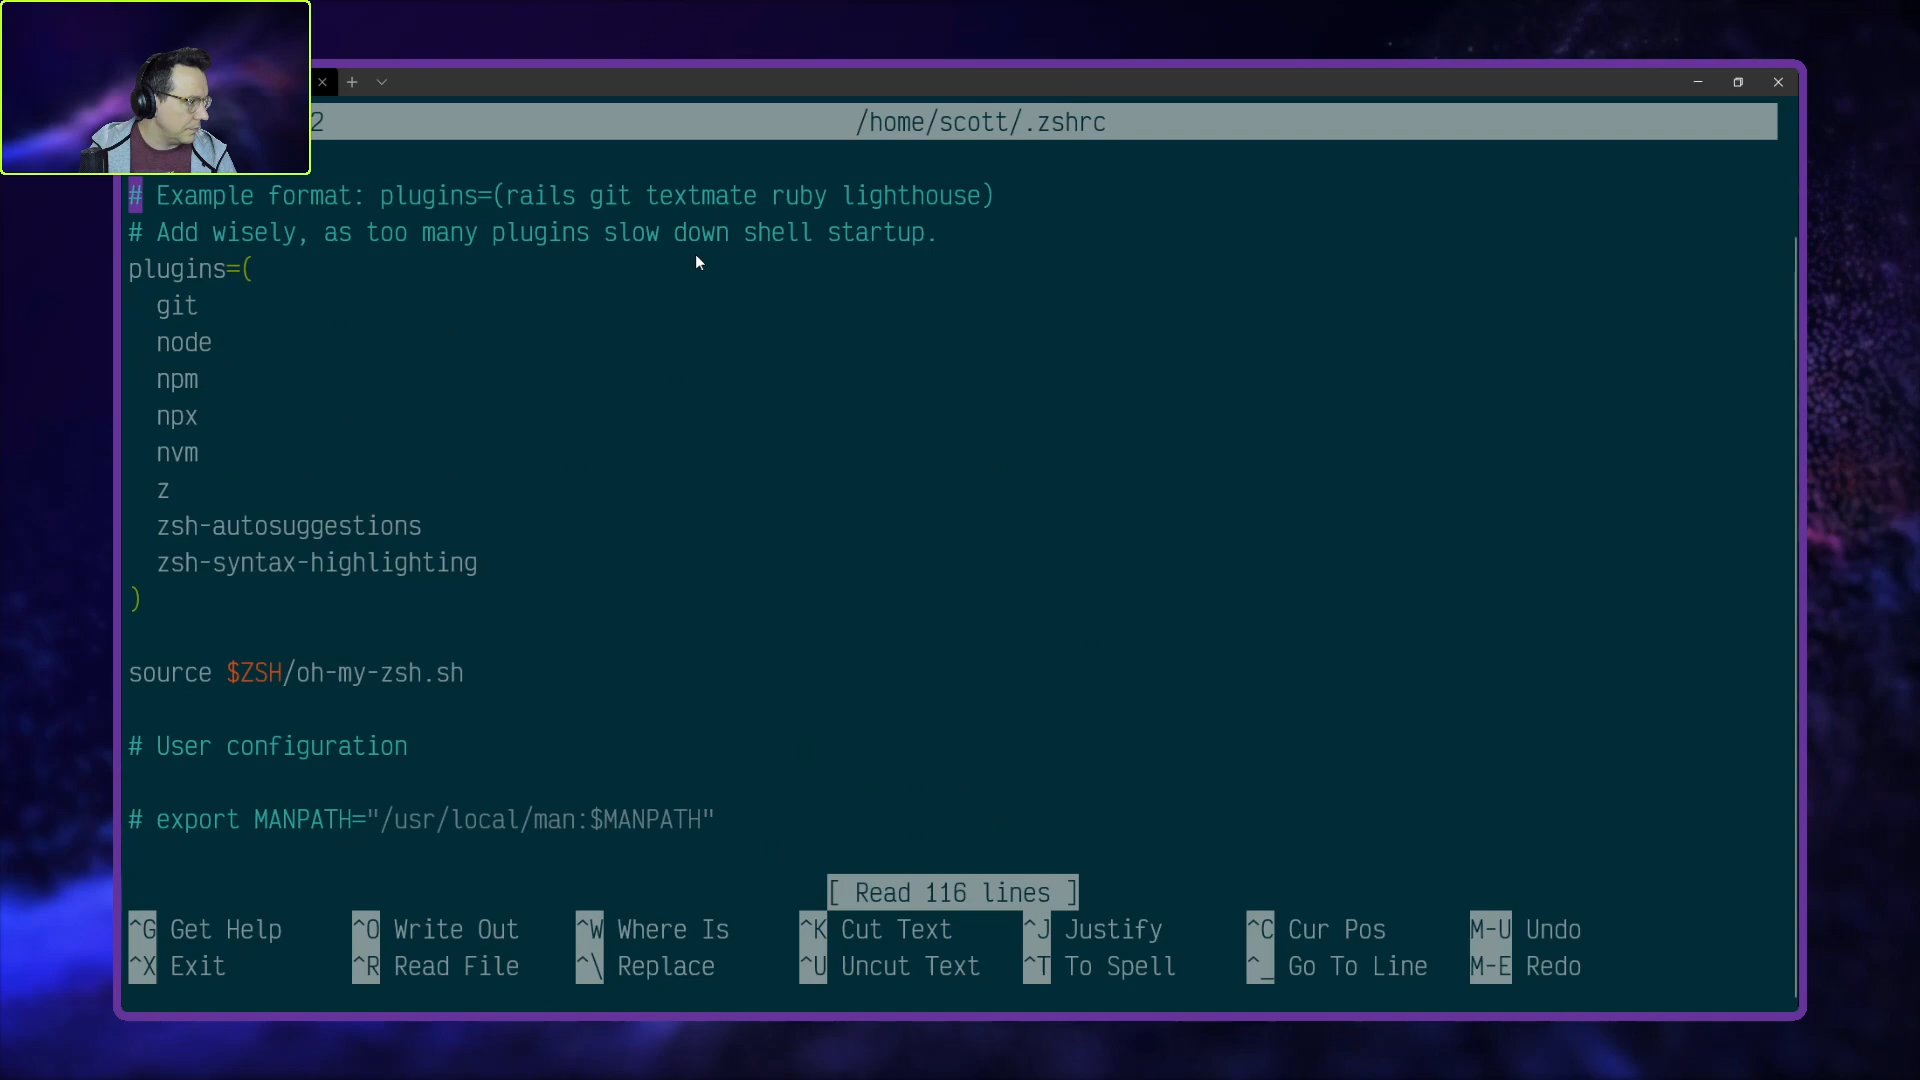 2 /home/scott/.zshrc
# Example format: plugins=(rails git textmate ruby lighthouse)
# Add wisely, as too many plugins slow down shell startup.
plugins=(
git
node
npm
npx
nvm
z
zsh-autosuggestions
zsh-syntax-highlighting
)
source $ZSH/oh-my-zsh.sh
# User configuration
# export MANPATH="/usr/local/man:$MANPATH"
[ Read 116 lines ]
^G Get Help ^O Write Out ^W Where Is ^K Cut Text ^J Justify ^C Cur Pos M-U Undo
^X Exit ^R Read File ^\ Replace ^U Uncut Text ^T To Spell ^_ Go To Line M-E Redo